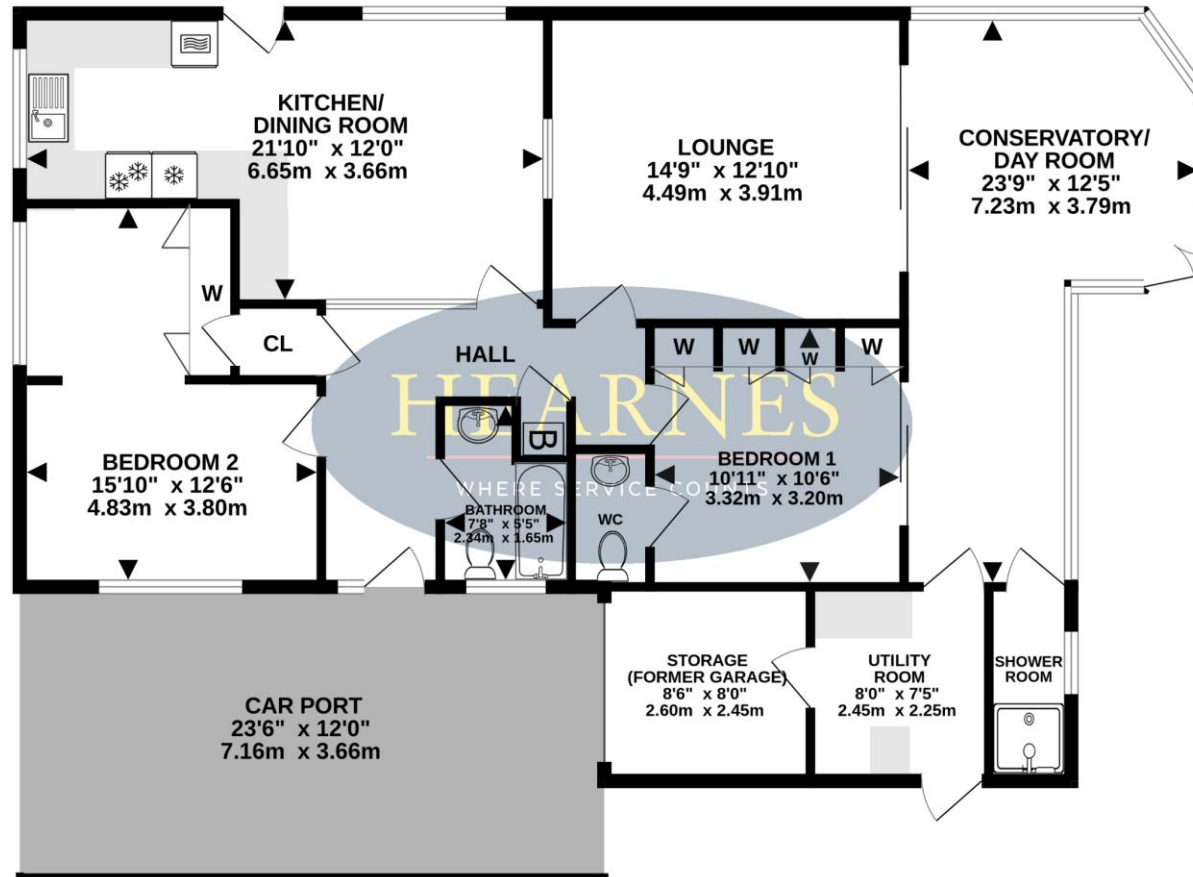 KITCHEN/
DINING ROOM
21'10" x 12'0"
6.65m x 3.66m
LOUNGE
14'9" x 12'10"
4.49m x 3.91m
CONSERVATORY/
DAY ROOM
23'9" x 12'5"
7.23m x 3.79m
W
CL
HALL
W
W
W
W
HEARNES
WHERE SERVICE COUNTS
B
BEDROOM 2
15'10" x 12'6"
4.83m x 3.80m
BATHROOM
7'8" x 5'5"
2.34m x 1.65m
WC
BEDROOM 1
10'11" x 10'6"
3.32m x 3.20m
CAR PORT
23'6" x 12'0"
7.16m x 3.66m
STORAGE
(FORMER GARAGE)
8'6" x 8'0"
2.60m x 2.45m
UTILITY
ROOM
8'0" x 7'5"
2.45m x 2.25m
SHOWER
ROOM